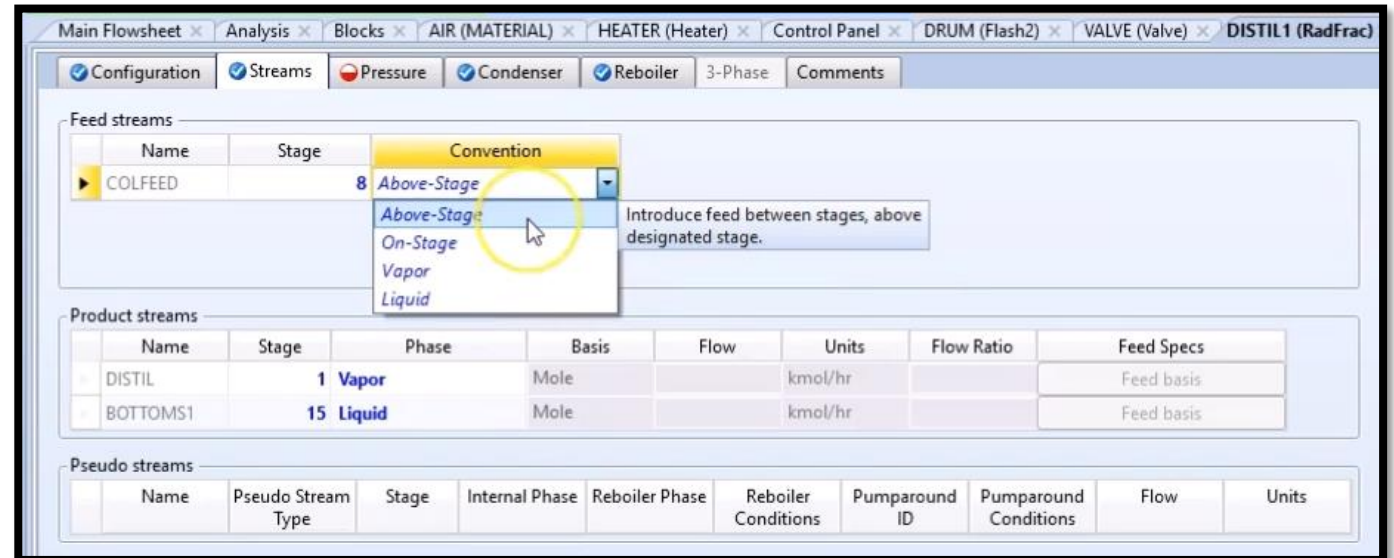 Main Flowsheet Analysis Blocks AIR (MATERIAL) HEATER (Heater) Control Panel DRUM (Flash2) VALVE (Valve) DISTIL1 (RadFrac)
Configuration Streams Pressure Condenser Reboiler 3-Phase Comments
Feed streams
Name Stage Convention
COLFEED 8 Above-Stage
Above-Stage
On-Stage
Vapor
Liquid
Introduce feed between stages, above
designated stage.
Product streams
Name Stage Phase Basis Flow Units Flow Ratio Feed Specs
DISTIL 1 Vapor Mole kmol/hr Feed basis
BOTTOMS1 15 Liquid Mole kmol/hr Feed basis
Pseudo streams
Name Pseudo Stream Type Stage Internal Phase Reboiler Phase Reboiler Conditions Pumparound ID Pumparound Conditions Flow Units